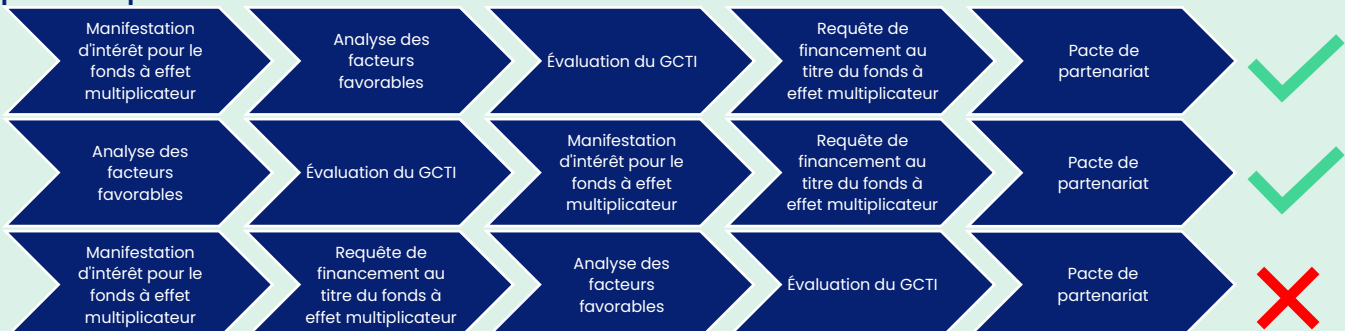 Manifestation
d'intérêt pour le
fonds à effet
multiplicateur
Analyse des
facteurs
favorables
Évaluation du GCTI
Requête de
financement au
titre du fonds à
effet multiplicateur
Pacte de
partenariat
Analyse des
facteurs
favorables
Évaluation du GCTI
Manifestation
d'intérêt pour le
fonds à effet
multiplicateur
Requête de
financement au
titre du fonds à
effet multiplicateur
Pacte de
partenariat
Manifestation
d'intérêt pour le
fonds à effet
multiplicateur
Requête de
financement au
titre du fonds à
effet multiplicateur
Analyse des
facteurs
favorables
Évaluation du GCTI
Pacte de
partenariat